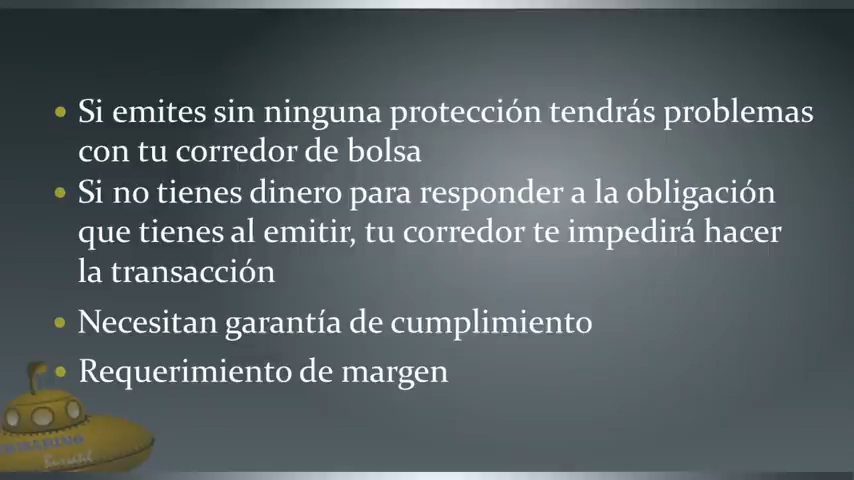 Si emites sin ninguna protección tendrás problemas
con tu corredor de bolsa
Si no tienes dinero para responder a la obligación
que tienes al emitir, tu corredor te impedirá hacer
la transacción
Necesitan garantía de cumplimiento
Requerimiento de margen
Bursátil